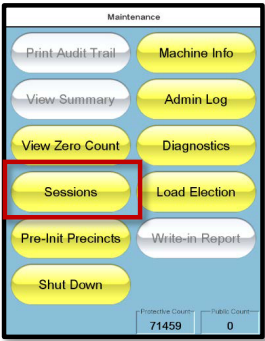 Maintenance
Print Audit Trail
Machine Info
View Summary
Admin Log
View Zero Count
Diagnostics
Sessions
Load Election
Pre-Init Precincts
Write-in Report
Shut Down
Protective Count
Public Count
71459
0